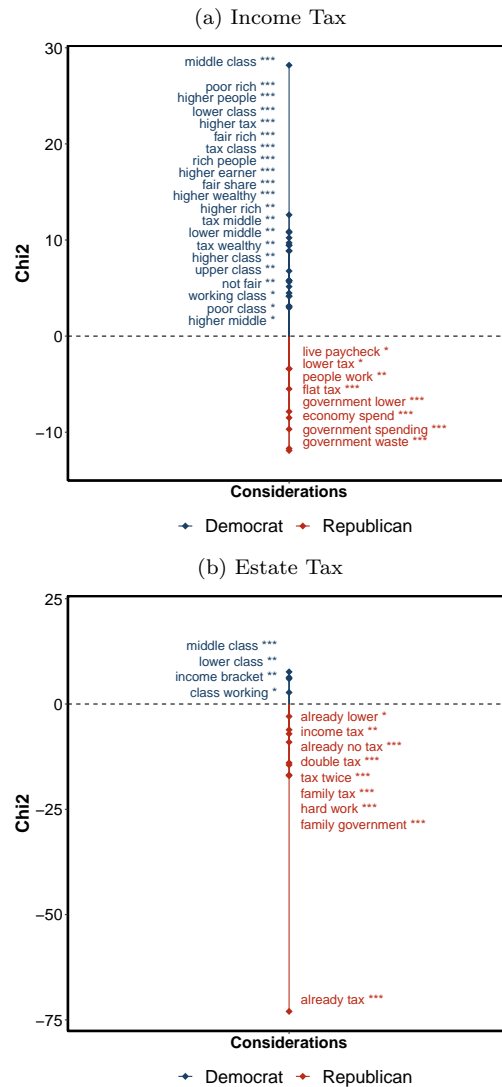 (a) Income Tax
30
20
10
0
−10
Chi2
middle class ***
poor rich ***
higher people ***
lower class ***
higher tax ***
fair rich ***
tax class ***
rich people ***
higher earner ***
fair share ***
higher wealthy ***
higher rich **
tax middle **
lower middle **
tax wealthy **
higher class **
upper class **
not fair **
working class *
poor class *
higher middle *
live paycheck *
lower tax *
people work **
flat tax ***
government lower ***
economy spend ***
government spending ***
government waste ***
Considerations
Democrat Republican
(b) Estate Tax
25
0
−25
−50
−75
Chi2
middle class ***
lower class **
income bracket **
class working *
already lower *
income tax **
already no tax ***
double tax ***
tax twice ***
family tax ***
hard work ***
family government ***
already tax ***
Considerations
Democrat Republican